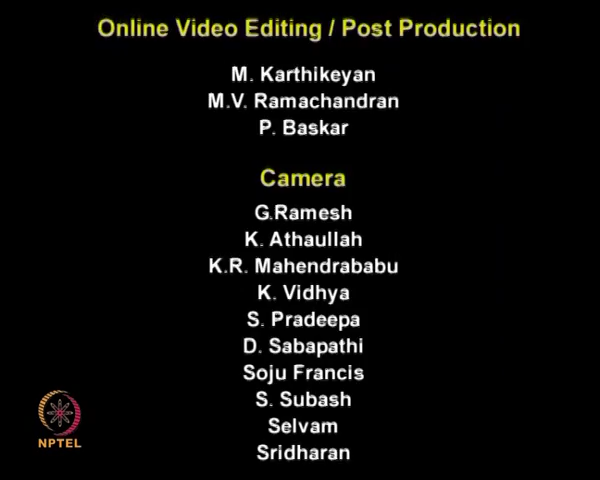 Online Video Editing / Post Production
M. Karthikeyan
M.V. Ramachandran
P. Baskar
Camera
G.Ramesh
K. Athaullah
K.R. Mahendrababu
K. Vidhya
S. Pradeepa
D. Sabapathi
Soju Francis
S. Subash
Selvam
Sridharan
NPTEL